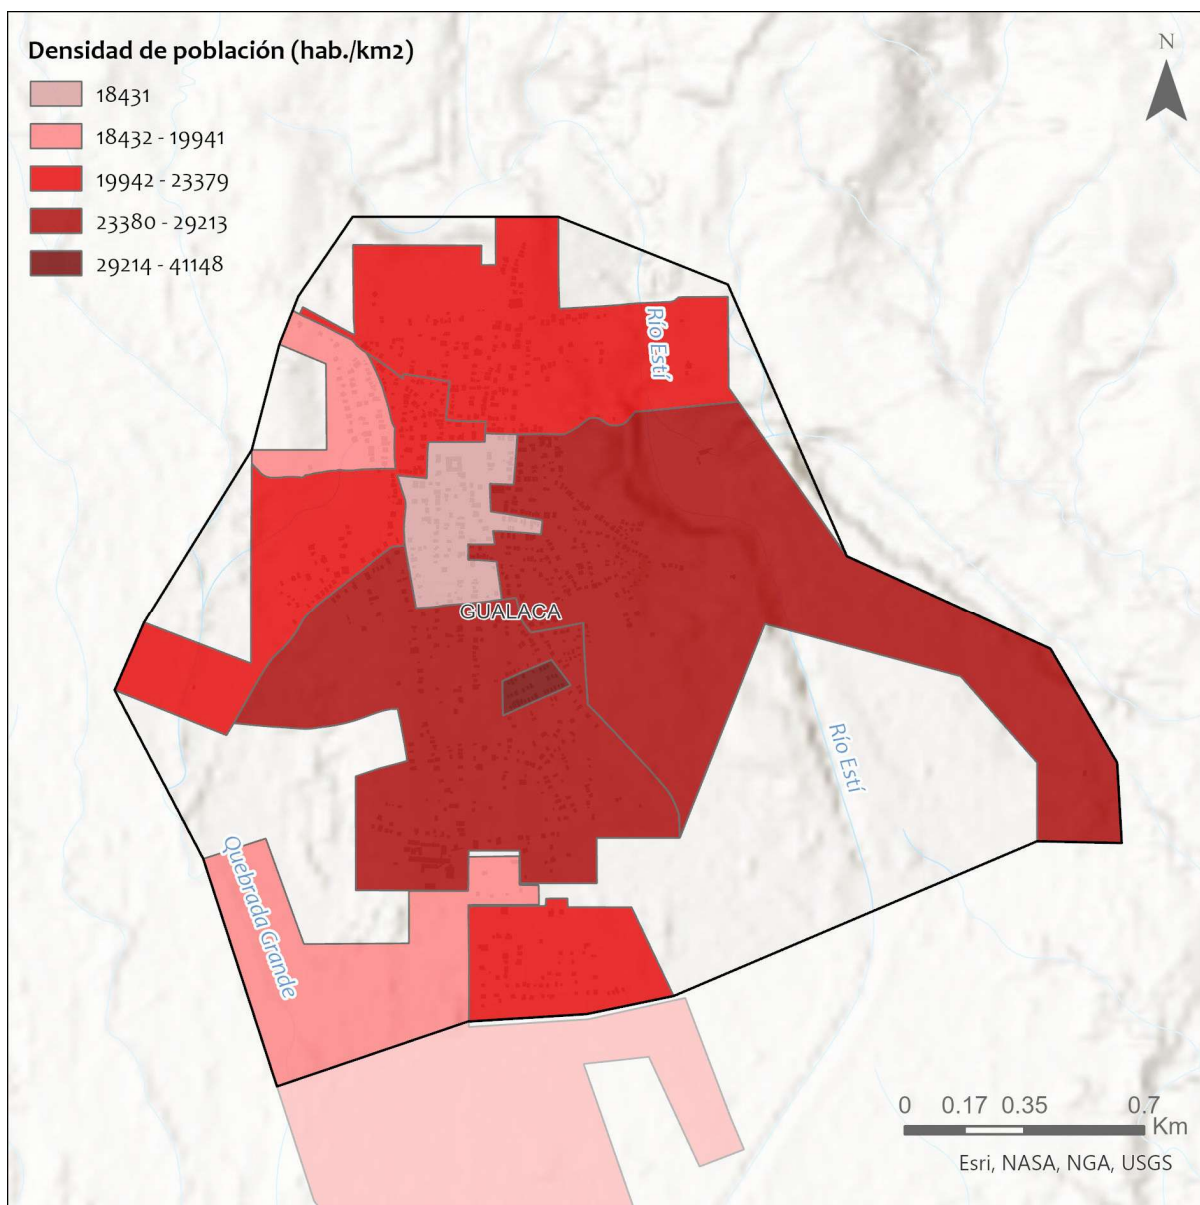 Densidad de población (hab./km2)
18431
18432 - 19941
19942 - 23379
23380 - 29213
29214 - 41148
N
Río Estí
GUALACA
Río Estí
Quebrada Grande
0 0.17 0.35 0.7
Km
Esri, NASA, NGA, USGS